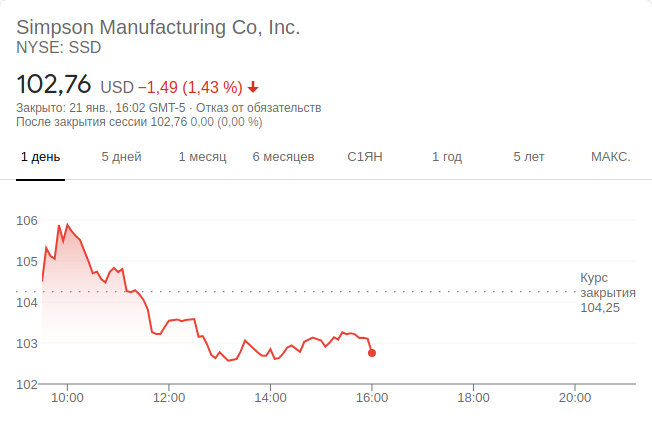 Simpson Manufacturing Co, Inc.
NYSE: SSD
102,76 USD −1,49 (1,43 %)
Закрыто: 21 янв., 16:02 GMT-5 · Отказ от обязательств
После закрытия сессии 102,76 0,00 (0,00 %)
1 день 5 дней 1 месяц 6 месяцев С1ЯН 1 год 5 лет МАКС.
106
105
Курс
закрытия
104,25
104
103
102
10:00 12:00 14:00 16:00 18:00 20:00